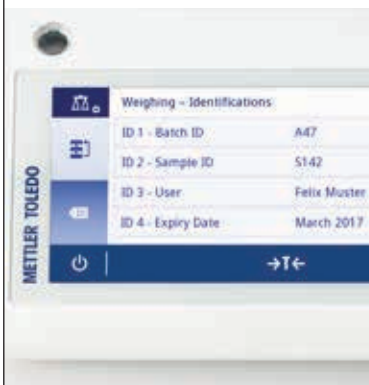 Weighing – Identifications
ID 1 - Batch ID A47
ID 2 - Sample ID S142
ID 3 - User Felix Muster
ID 4 - Expiry Date March 2017
METTLER TOLEDO
→T←